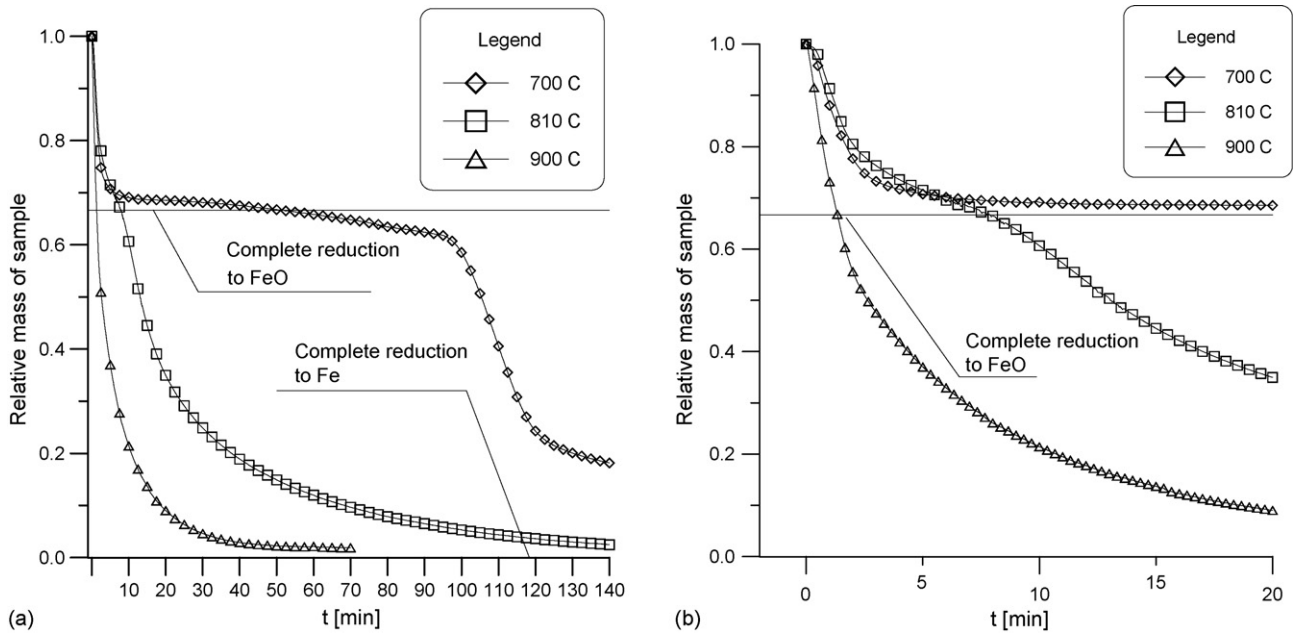 Legend
700 C
810 C
900 C
Relative mass of sample
1.0
0.8
0.6
0.4
0.2
0.0
Complete reduction
to FeO
Complete reduction
to Fe
10 20 30 40 50 60 70 80 90 100 110 120 130 140
t [min]
(a)
Legend
700 C
810 C
900 C
Relative mass of sample
1.0
0.8
0.6
0.4
0.2
0.0
Complete reduction
to FeO
0 5 10 15 20
t [min]
(b)